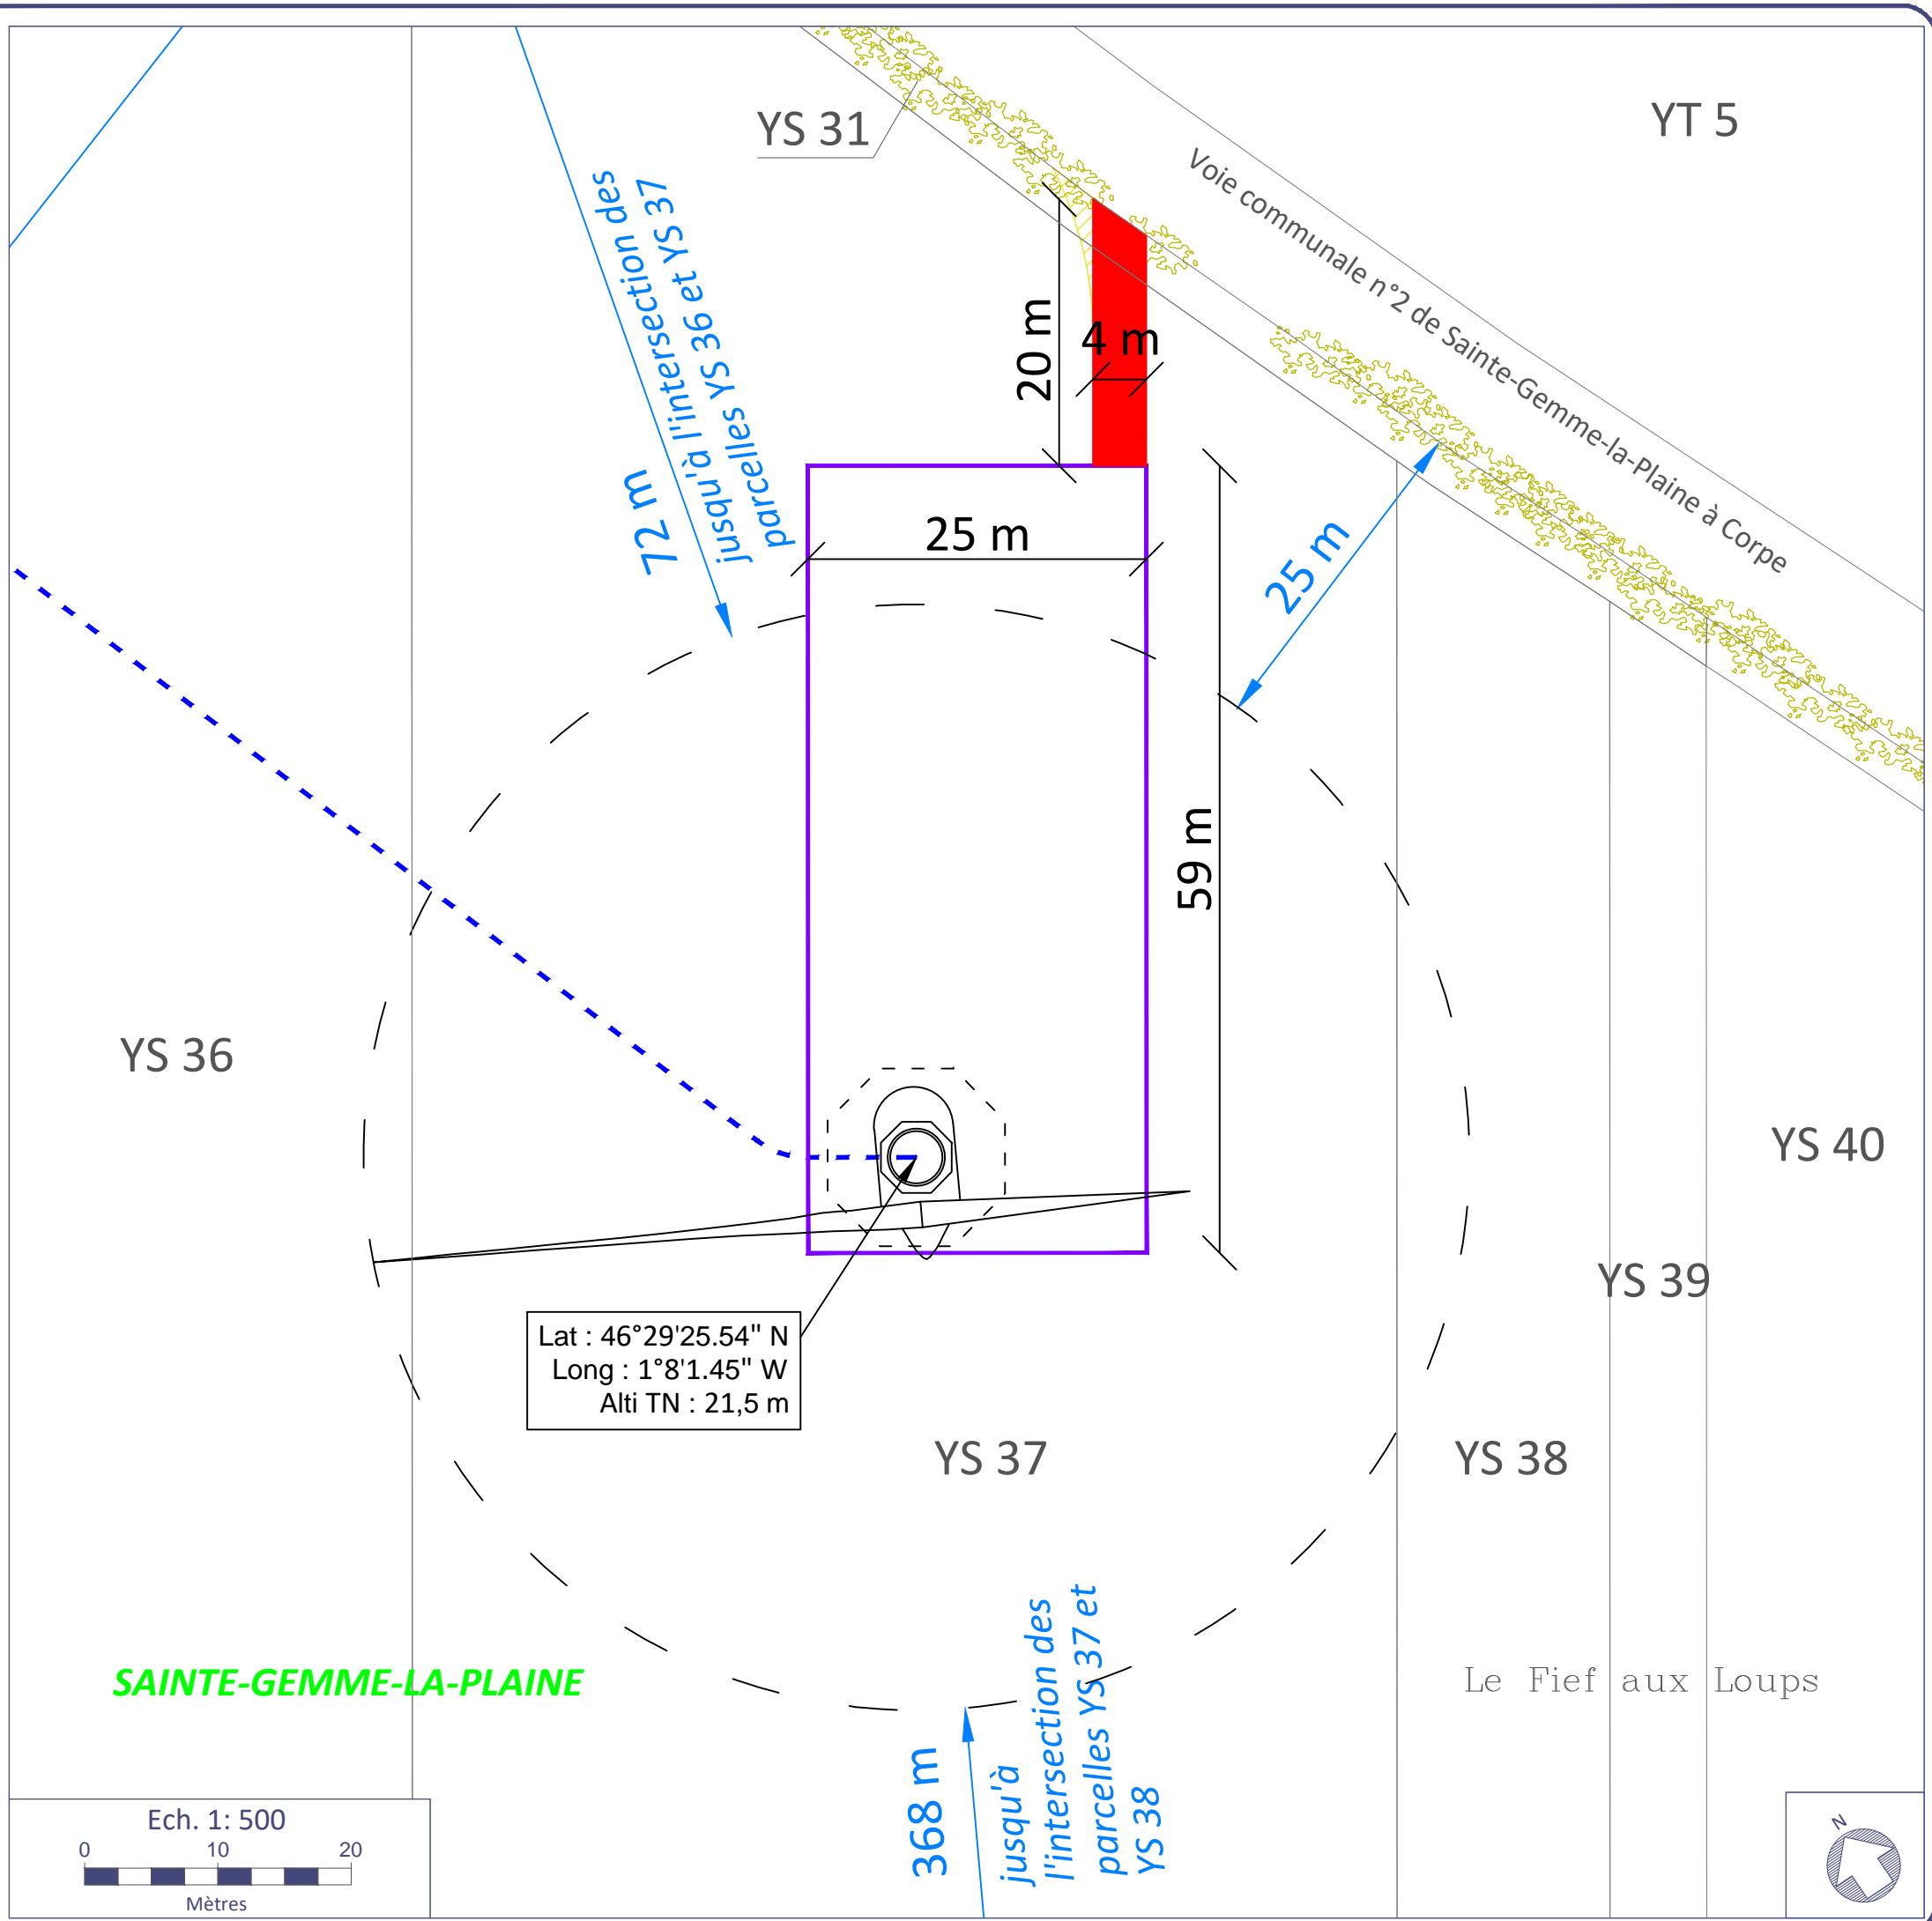 YS 31
YT 5
Voie communale n°2 de Sainte-Gemme-la-Plaine à Corpe
72 m
jusqu'à l'intersection des
parcelles YS 36 et YS 37
20 m
4 m
25 m
25 m
59 m
YS 36
YS 40
YS 39
Lat : 46°29'25.54" N
Long : 1°8'1.45" W
Alti TN : 21,5 m
YS 37
YS 38
SAINTE-GEMME-LA-PLAINE
Le Fief aux Loups
368 m
jusqu'à
l'intersection des
parcelles YS 37 et
YS 38
Ech. 1: 500
0 10 20
Mètres
N